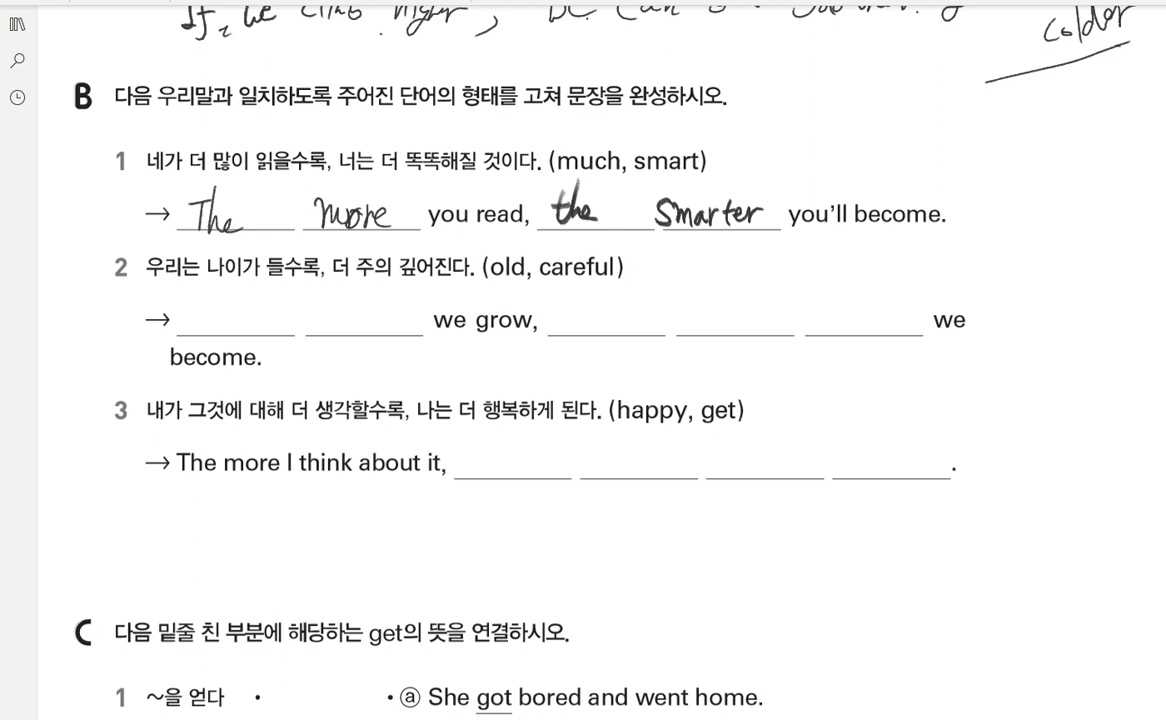 If we
colder
B 다음 우리말과 일치하도록 주어진 단어의 형태를 고쳐 문장을 완성하시오.
1 네가 더 많이 읽을수록, 너는 더 똑똑해질 것이다. (much, smart)
→ The more you read, the smarter you'll become.
2 우리는 나이가 들수록, 더 주의 깊어진다. (old, careful)
→ we grow, we
become.
3 내가 그것에 대해 더 생각할수록, 나는 더 행복하게 된다. (happy, get)
→ The more I think about it, .
C 다음 밑줄 친 부분에 해당하는 get의 뜻을 연결하시오.
1 ~을 얻다 • • ⓐ She got bored and went home.